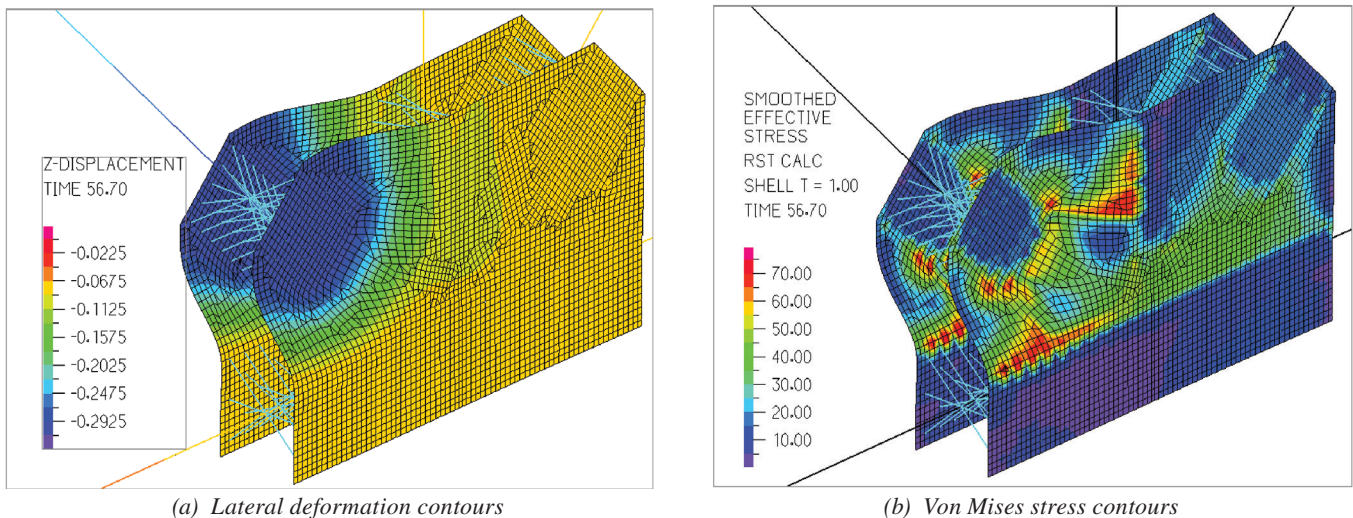 Z-DISPLACEMENT
TIME 56.70
-0.0225
-0.0675
-0.1125
-0.1575
-0.2025
-0.2475
-0.2925
(a) Lateral deformation contours
SMOOTHED
EFFECTIVE
STRESS
RST CALC
SHELL T = 1.00
TIME 56.70
70.00
60.00
50.00
40.00
30.00
20.00
10.00
(b) Von Mises stress contours